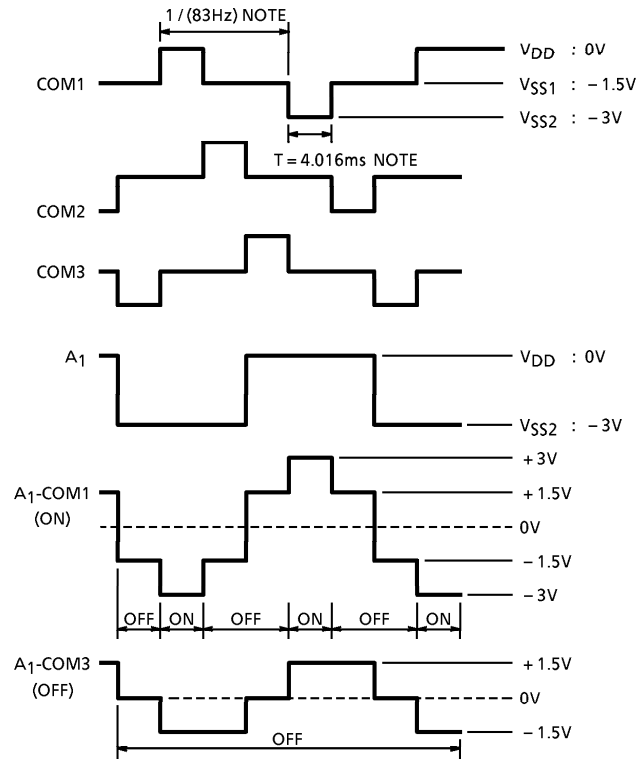 1 / (83Hz) NOTE
VDD : 0V
COM1
VSS1 : −1.5V
VSS2 : −3V
T = 4.016ms NOTE
COM2
COM3
A1
VDD : 0V
VSS2 : −3V
+3V
A1-COM1
(ON)
+1.5V
0V
−1.5V
−3V
OFF ON OFF ON OFF ON
A1-COM3
(OFF)
+1.5V
0V
−1.5V
OFF